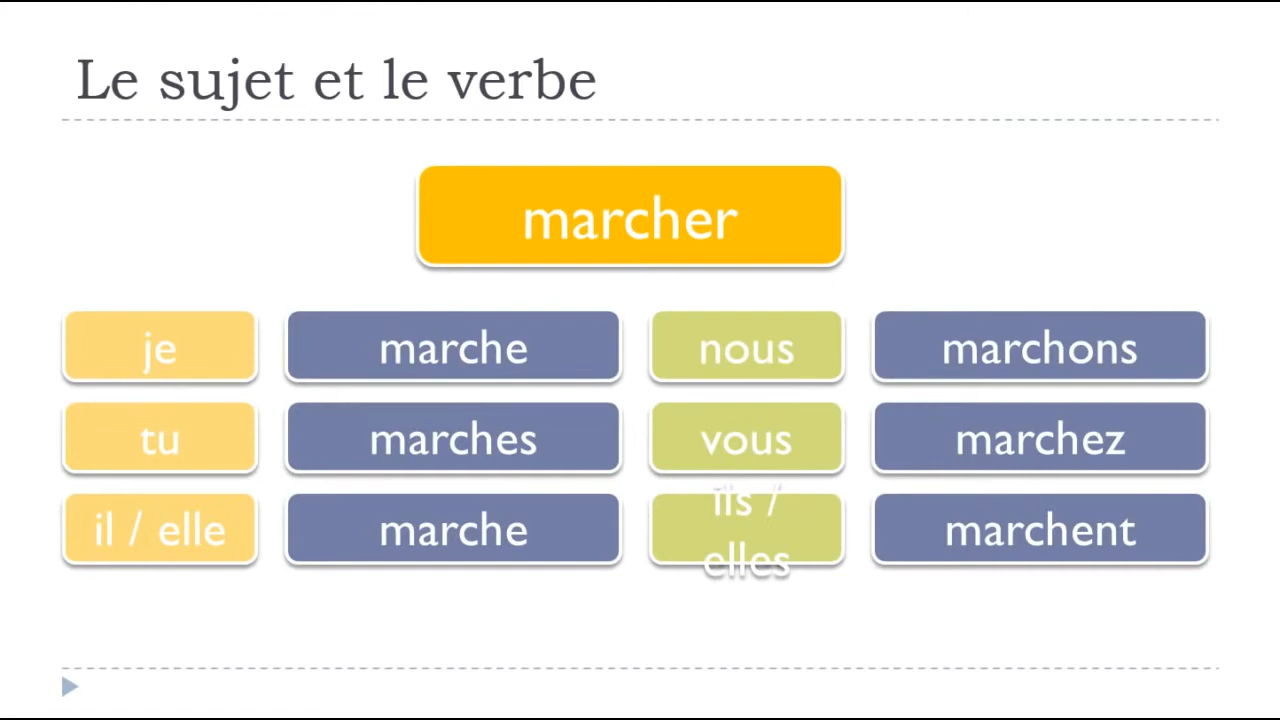 Le sujet et le verbe
marcher
je marche nous marchons
tu marches vous marchez
il / elle marche ils / elles marchent